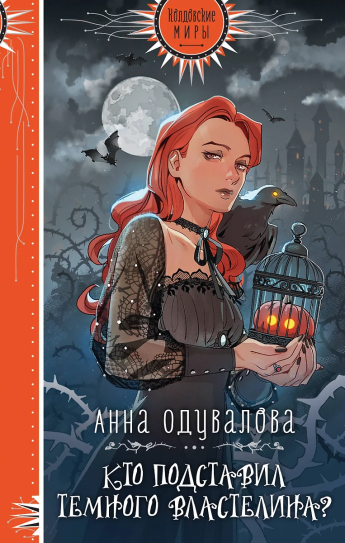 Колдовские
миры
Анна Одувалова
Кто подставил
темного властелина?